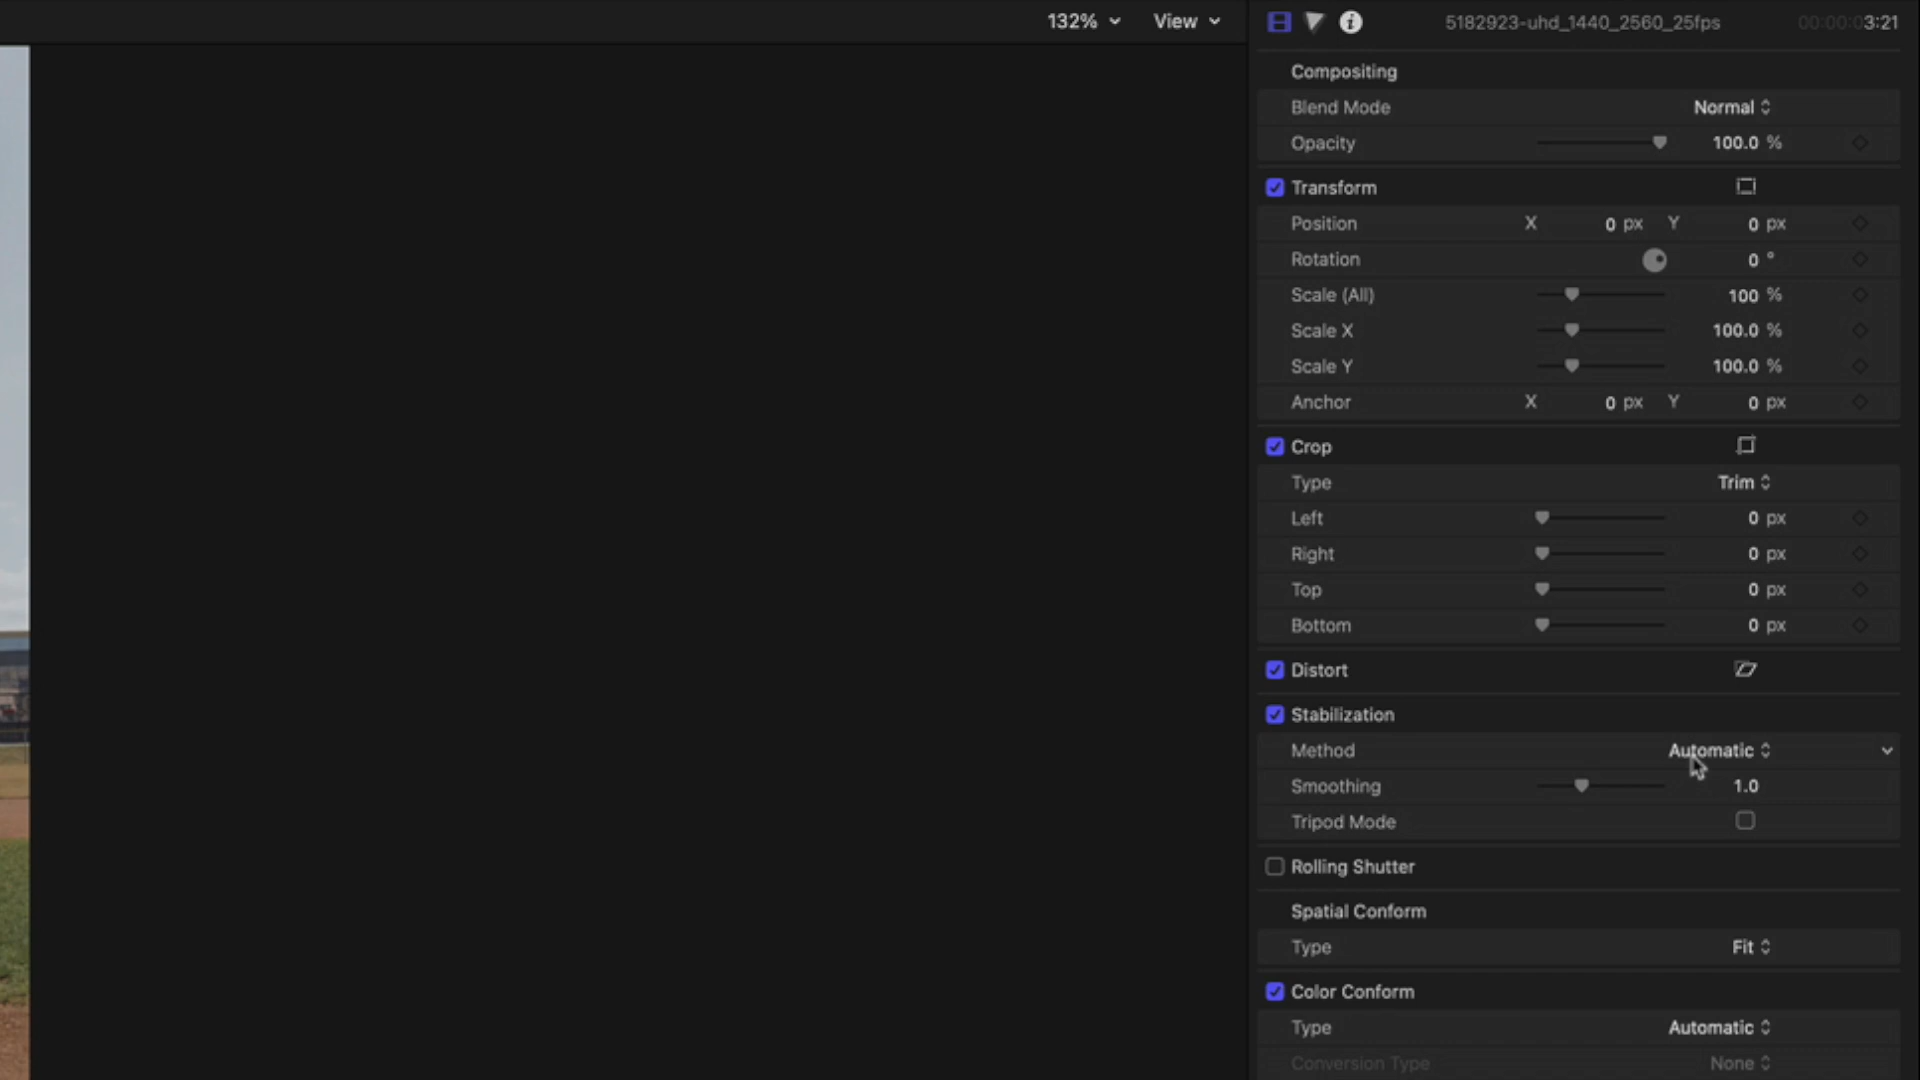 132% View 5182923-uhd_1440_2560_25fps 00:00:03:21
Compositing
Blend Mode Normal
Opacity 100.0 %
Transform
Position X 0 px Y 0 px
Rotation 0 °
Scale (All) 100 %
Scale X 100.0 %
Scale Y 100.0 %
Anchor X 0 px Y 0 px
Crop
Type Trim
Left 0 px
Right 0 px
Top 0 px
Bottom 0 px
Distort
Stabilization
Method Automatic
Smoothing 1.0
Tripod Mode
Rolling Shutter
Spatial Conform
Type Fit
Color Conform
Type Automatic
Conversion Type None